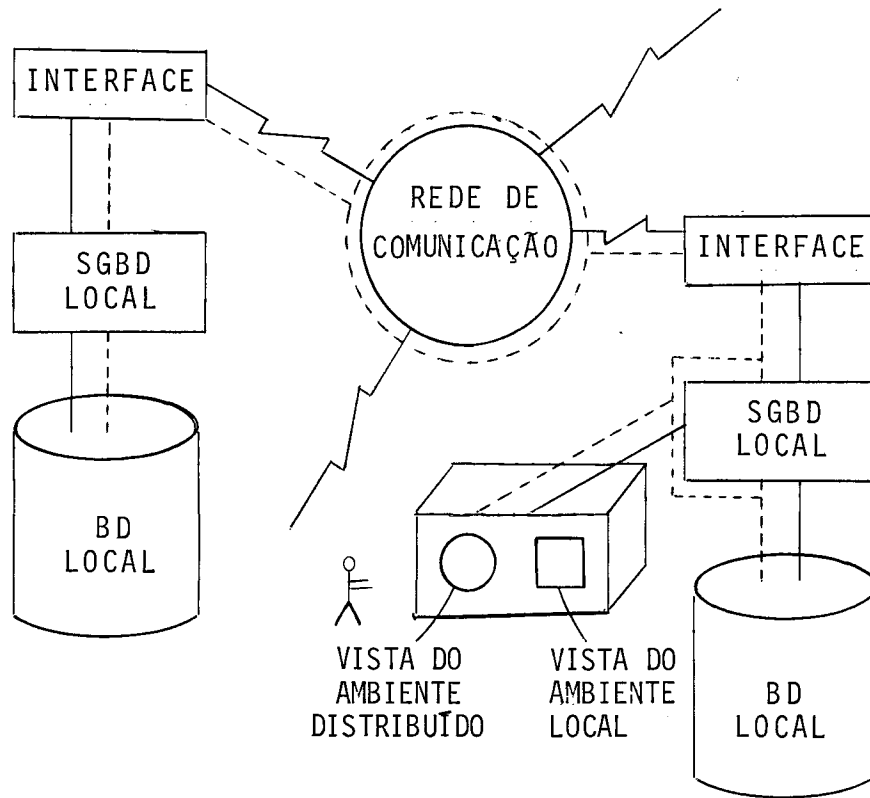 INTERFACE
SGBD
LOCAL
BD
LOCAL
REDE DE
COMUNICAÇÃO
INTERFACE
SGBD
LOCAL
BD
LOCAL
VISTA DO
AMBIENTE
DISTRIBUÍDO
VISTA DO
AMBIENTE
LOCAL